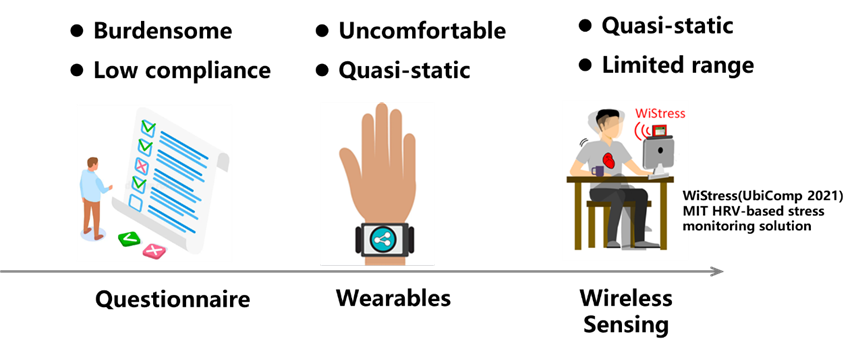 ● Burdensome
● Low compliance
● Uncomfortable
● Quasi-static
● Quasi-static
● Limited range
WiStress
WiStress(UbiComp 2021)
MIT HRV-based stress
monitoring solution
Questionnaire
Wearables
Wireless
Sensing